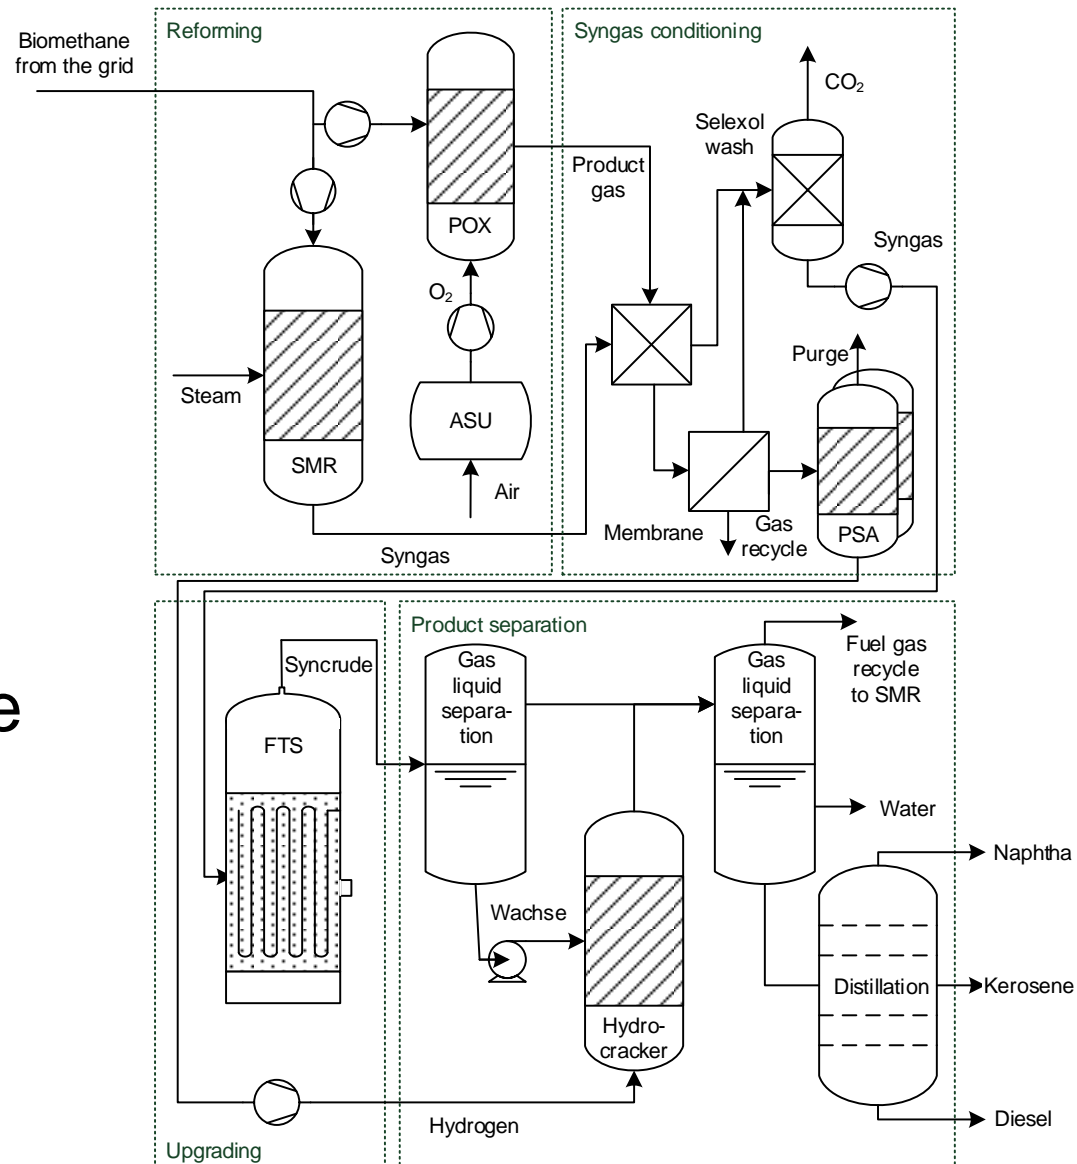 Reforming
Biomethane
from the grid
POX
O₂
ASU
Air
Steam
SMR
Syngas
Syngas conditioning
CO₂
Selexol
wash
Product
gas
Syngas
Purge
Membrane
Gas
recycle
PSA
e
Syncrude
FTS
Upgrading
Product separation
Gas
liquid
separa-
tion
Wachse
Hydro-
cracker
Hydrogen
Gas
liquid
separa-
tion
Fuel gas
recycle
to SMR
Water
Naphtha
Distillation
Kerosene
Diesel